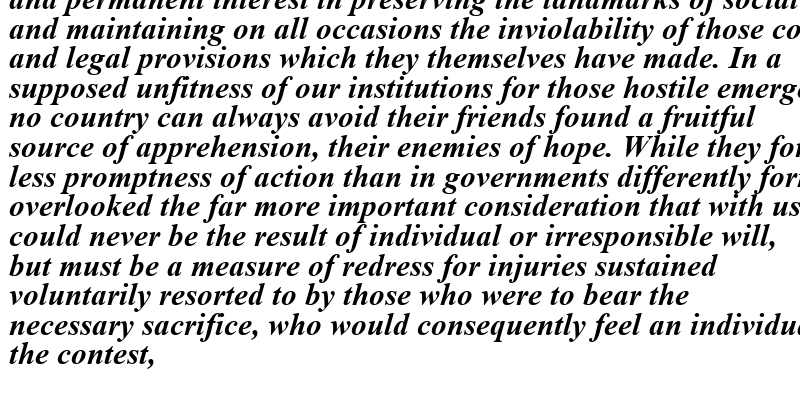 and permanent interest in preserving the landmarks of social
and maintaining on all occasions the inviolability of those
and legal provisions which they themselves have made. In a
supposed unfitness of our institutions for those hostile
no country can always avoid their friends found a fruitful
source of apprehension, their enemies of hope. While they
less promptness of action than in governments differently
overlooked the far more important consideration that with us
could never be the result of individual or irresponsible will,
but must be a measure of redress for injuries sustained
voluntarily resorted to by those who were to bear the
necessary sacrifice, who would consequently feel an
the contest,